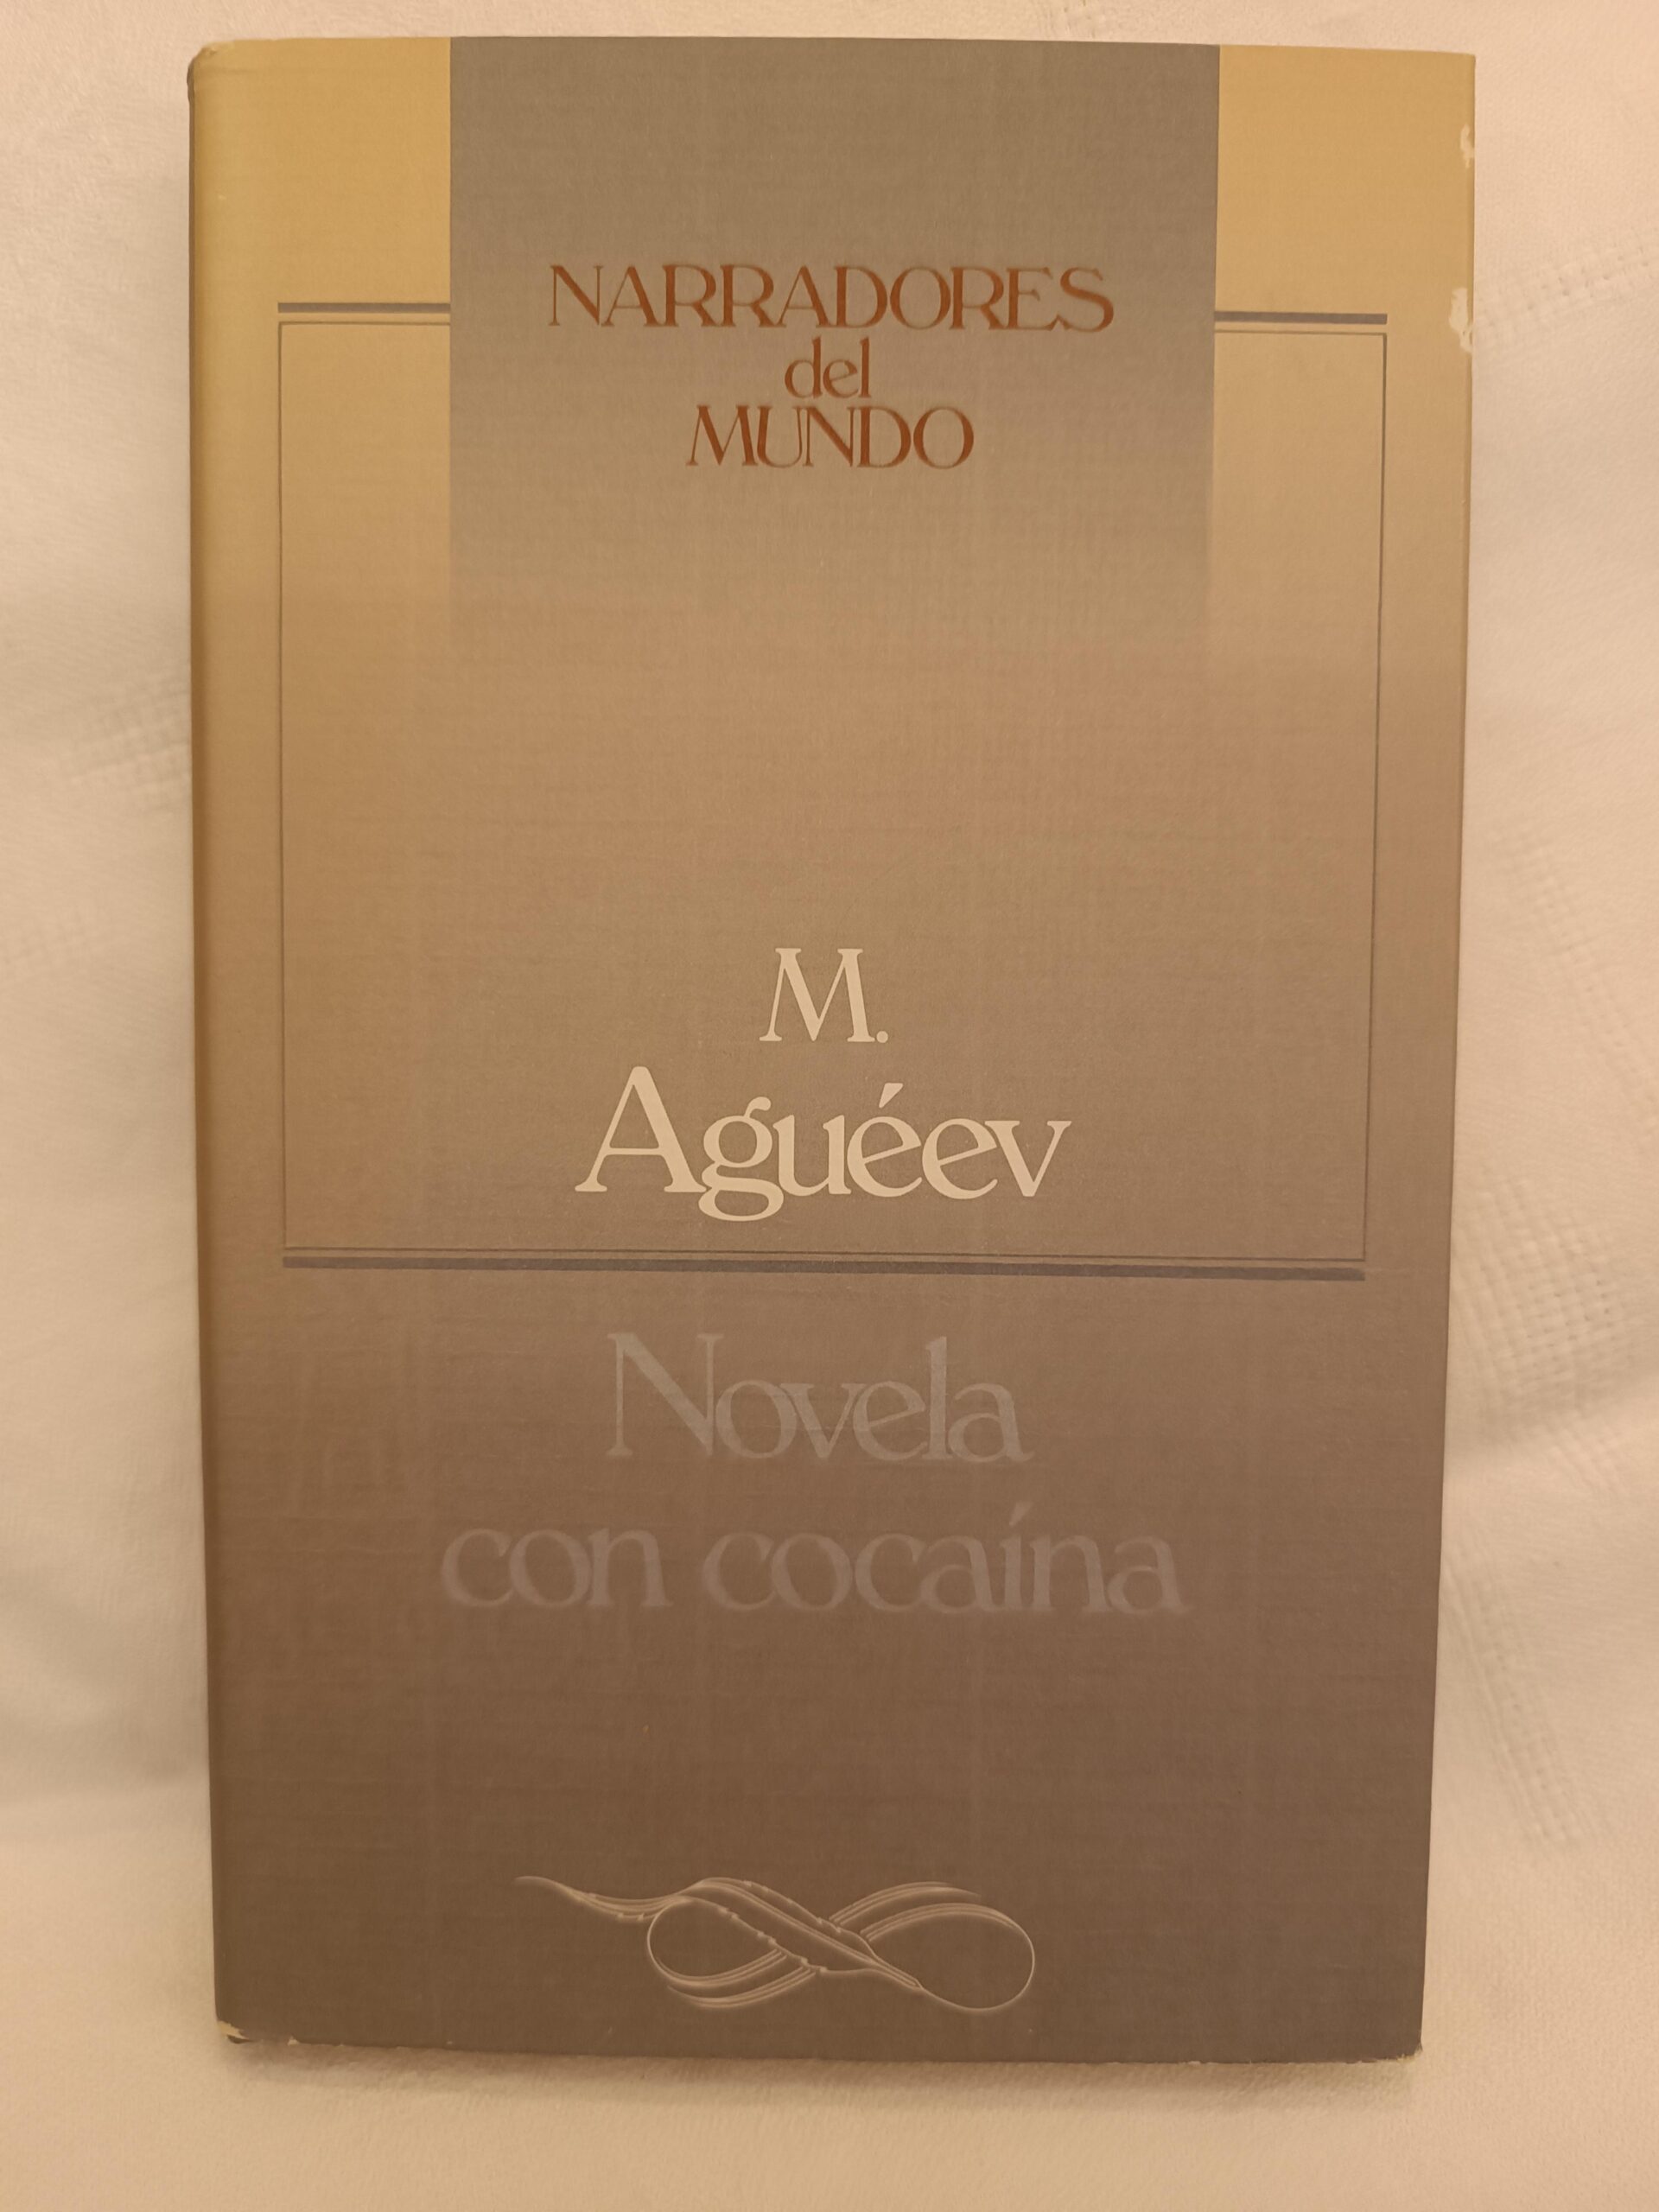 NARRADORES
del
MUNDO
M.
Aguéev
Novela
con cocaína